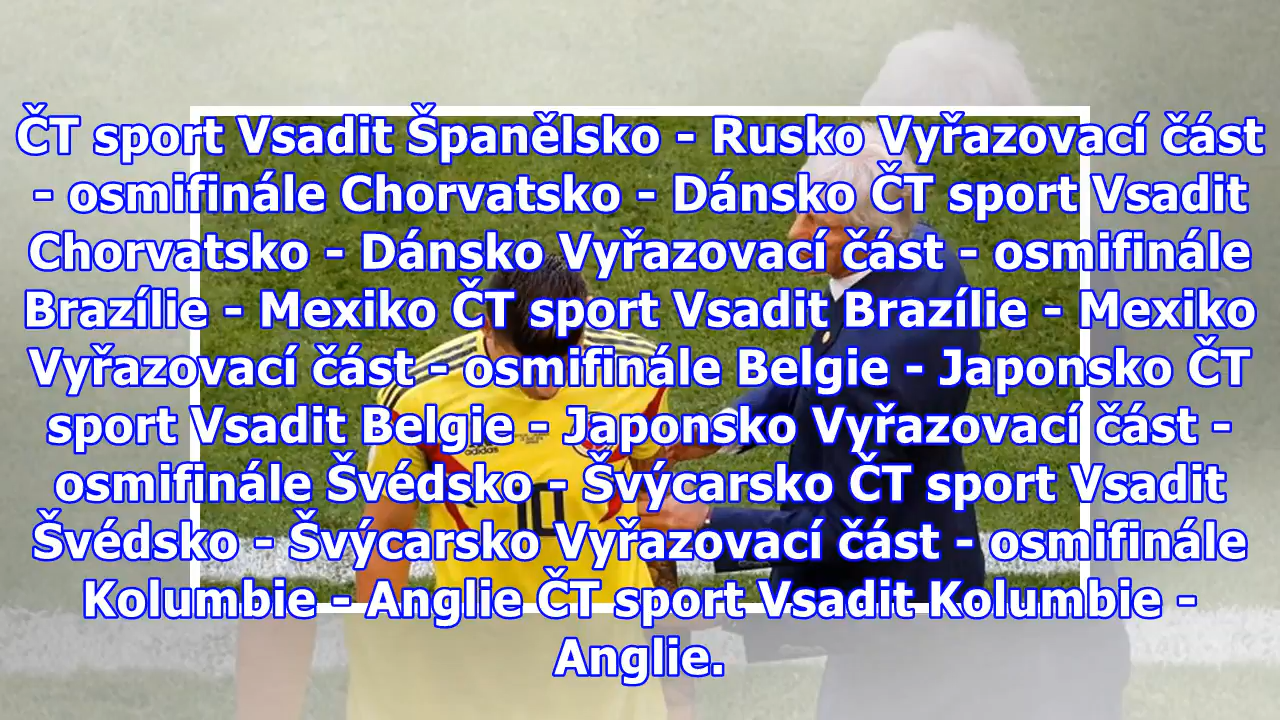 ČT sport Vsadit Španělsko - Rusko Vyřazovací část
- osmifinále Chorvatsko - Dánsko ČT sport Vsadit
Chorvatsko - Dánsko Vyřazovací část - osmifinále
Brazílie - Mexiko ČT sport Vsadit Brazílie - Mexiko
Vyřazovací část - osmifinále Belgie - Japonsko ČT
sport Vsadit Belgie - Japonsko Vyřazovací část -
osmifinále Švédsko - Švýcarsko ČT sport Vsadit
Švédsko - Švýcarsko Vyřazovací část - osmifinále
Kolumbie - Anglie ČT sport Vsadit Kolumbie -
Anglie.
adidas
10